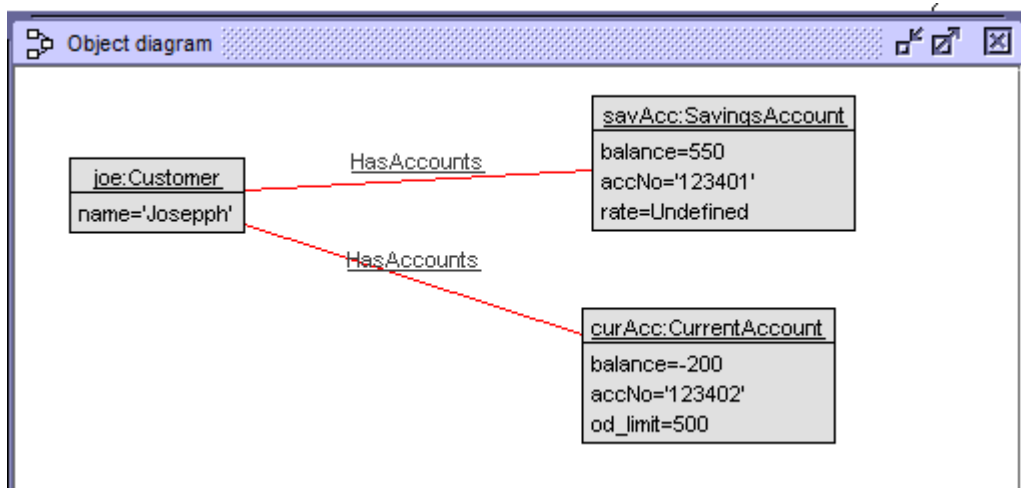 Object diagram
joe:Customer
name='Josepph'
HasAccounts
HasAccounts
savAcc:SavingsAccount
balance=550
accNo='123401'
rate=Undefined
curAcc:CurrentAccount
balance=-200
accNo='123402'
od_limit=500